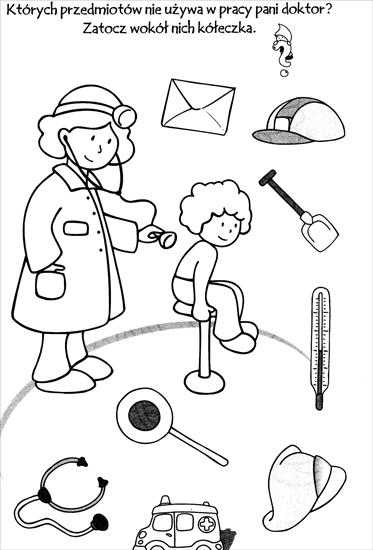 Których przedmiotów nie używa w pracy pani doktor?
Zatocz wokół nich kółeczka.